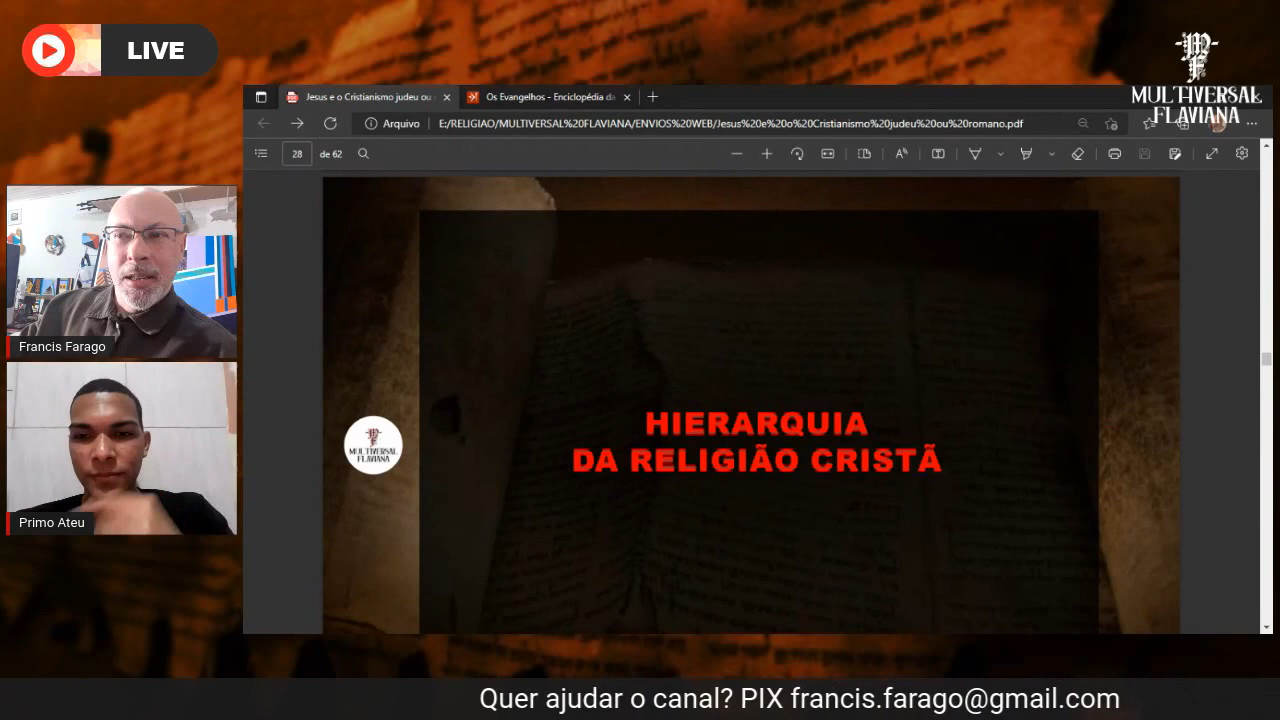 LIVE
MULTIVERSAL
FLAVIANA
Jesus e o Cristianismo judeu ou
Os Evangelhos - Enciclopédia da
Arquivo
E:/RELIGIAO/MULTIVERSAL%20FLAVIANA/ENVIOS%20WEB/Jesus%20e%20o%20Cristianismo%20judeu%20ou%20romano.pdf
28
de 62
Francis Farago
HIERARQUIA
DA RELIGIÃO CRISTÃ
MULTIVERSAL
FLAVIANA
Primo Ateu
Quer ajudar o canal? PIX francis.farago@gmail.com